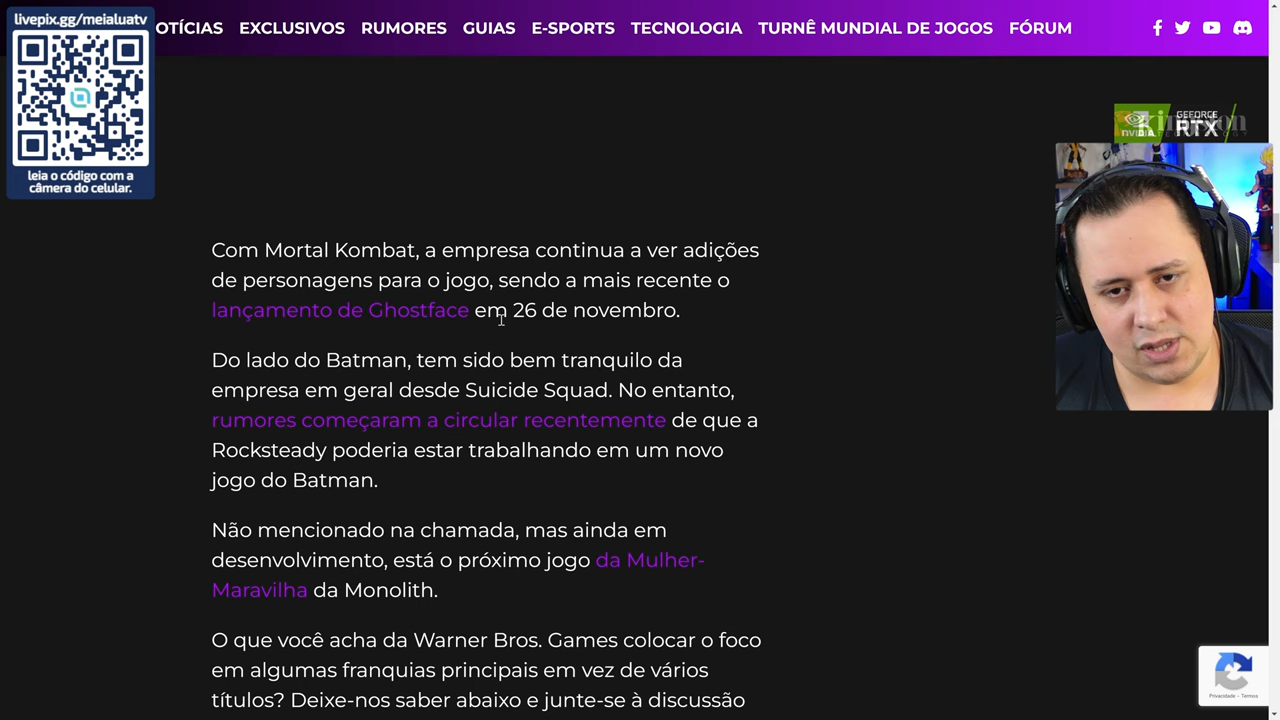 livepix.gg/meialuatv
OTÍCIAS EXCLUSIVOS RUMORES GUIAS E-SPORTS TECNOLOGIA TURNÊ MUNDIAL DE JOGOS FÓRUM
leia o código com a
câmera do celular.
NVIDIA.
GEFORCE
RTX
Com Mortal Kombat, a empresa continua a ver adições
de personagens para o jogo, sendo a mais recente o
lançamento de Ghostface em 26 de novembro.
Do lado do Batman, tem sido bem tranquilo da
empresa em geral desde Suicide Squad. No entanto,
rumores começaram a circular recentemente de que a
Rocksteady poderia estar trabalhando em um novo
jogo do Batman.
Não mencionado na chamada, mas ainda em
desenvolvimento, está o próximo jogo da Mulher-
Maravilha da Monolith.
O que você acha da Warner Bros. Games colocar o foco
em algumas franquias principais em vez de vários
títulos? Deixe-nos saber abaixo e junte-se à discussão
Privacidade - Termos